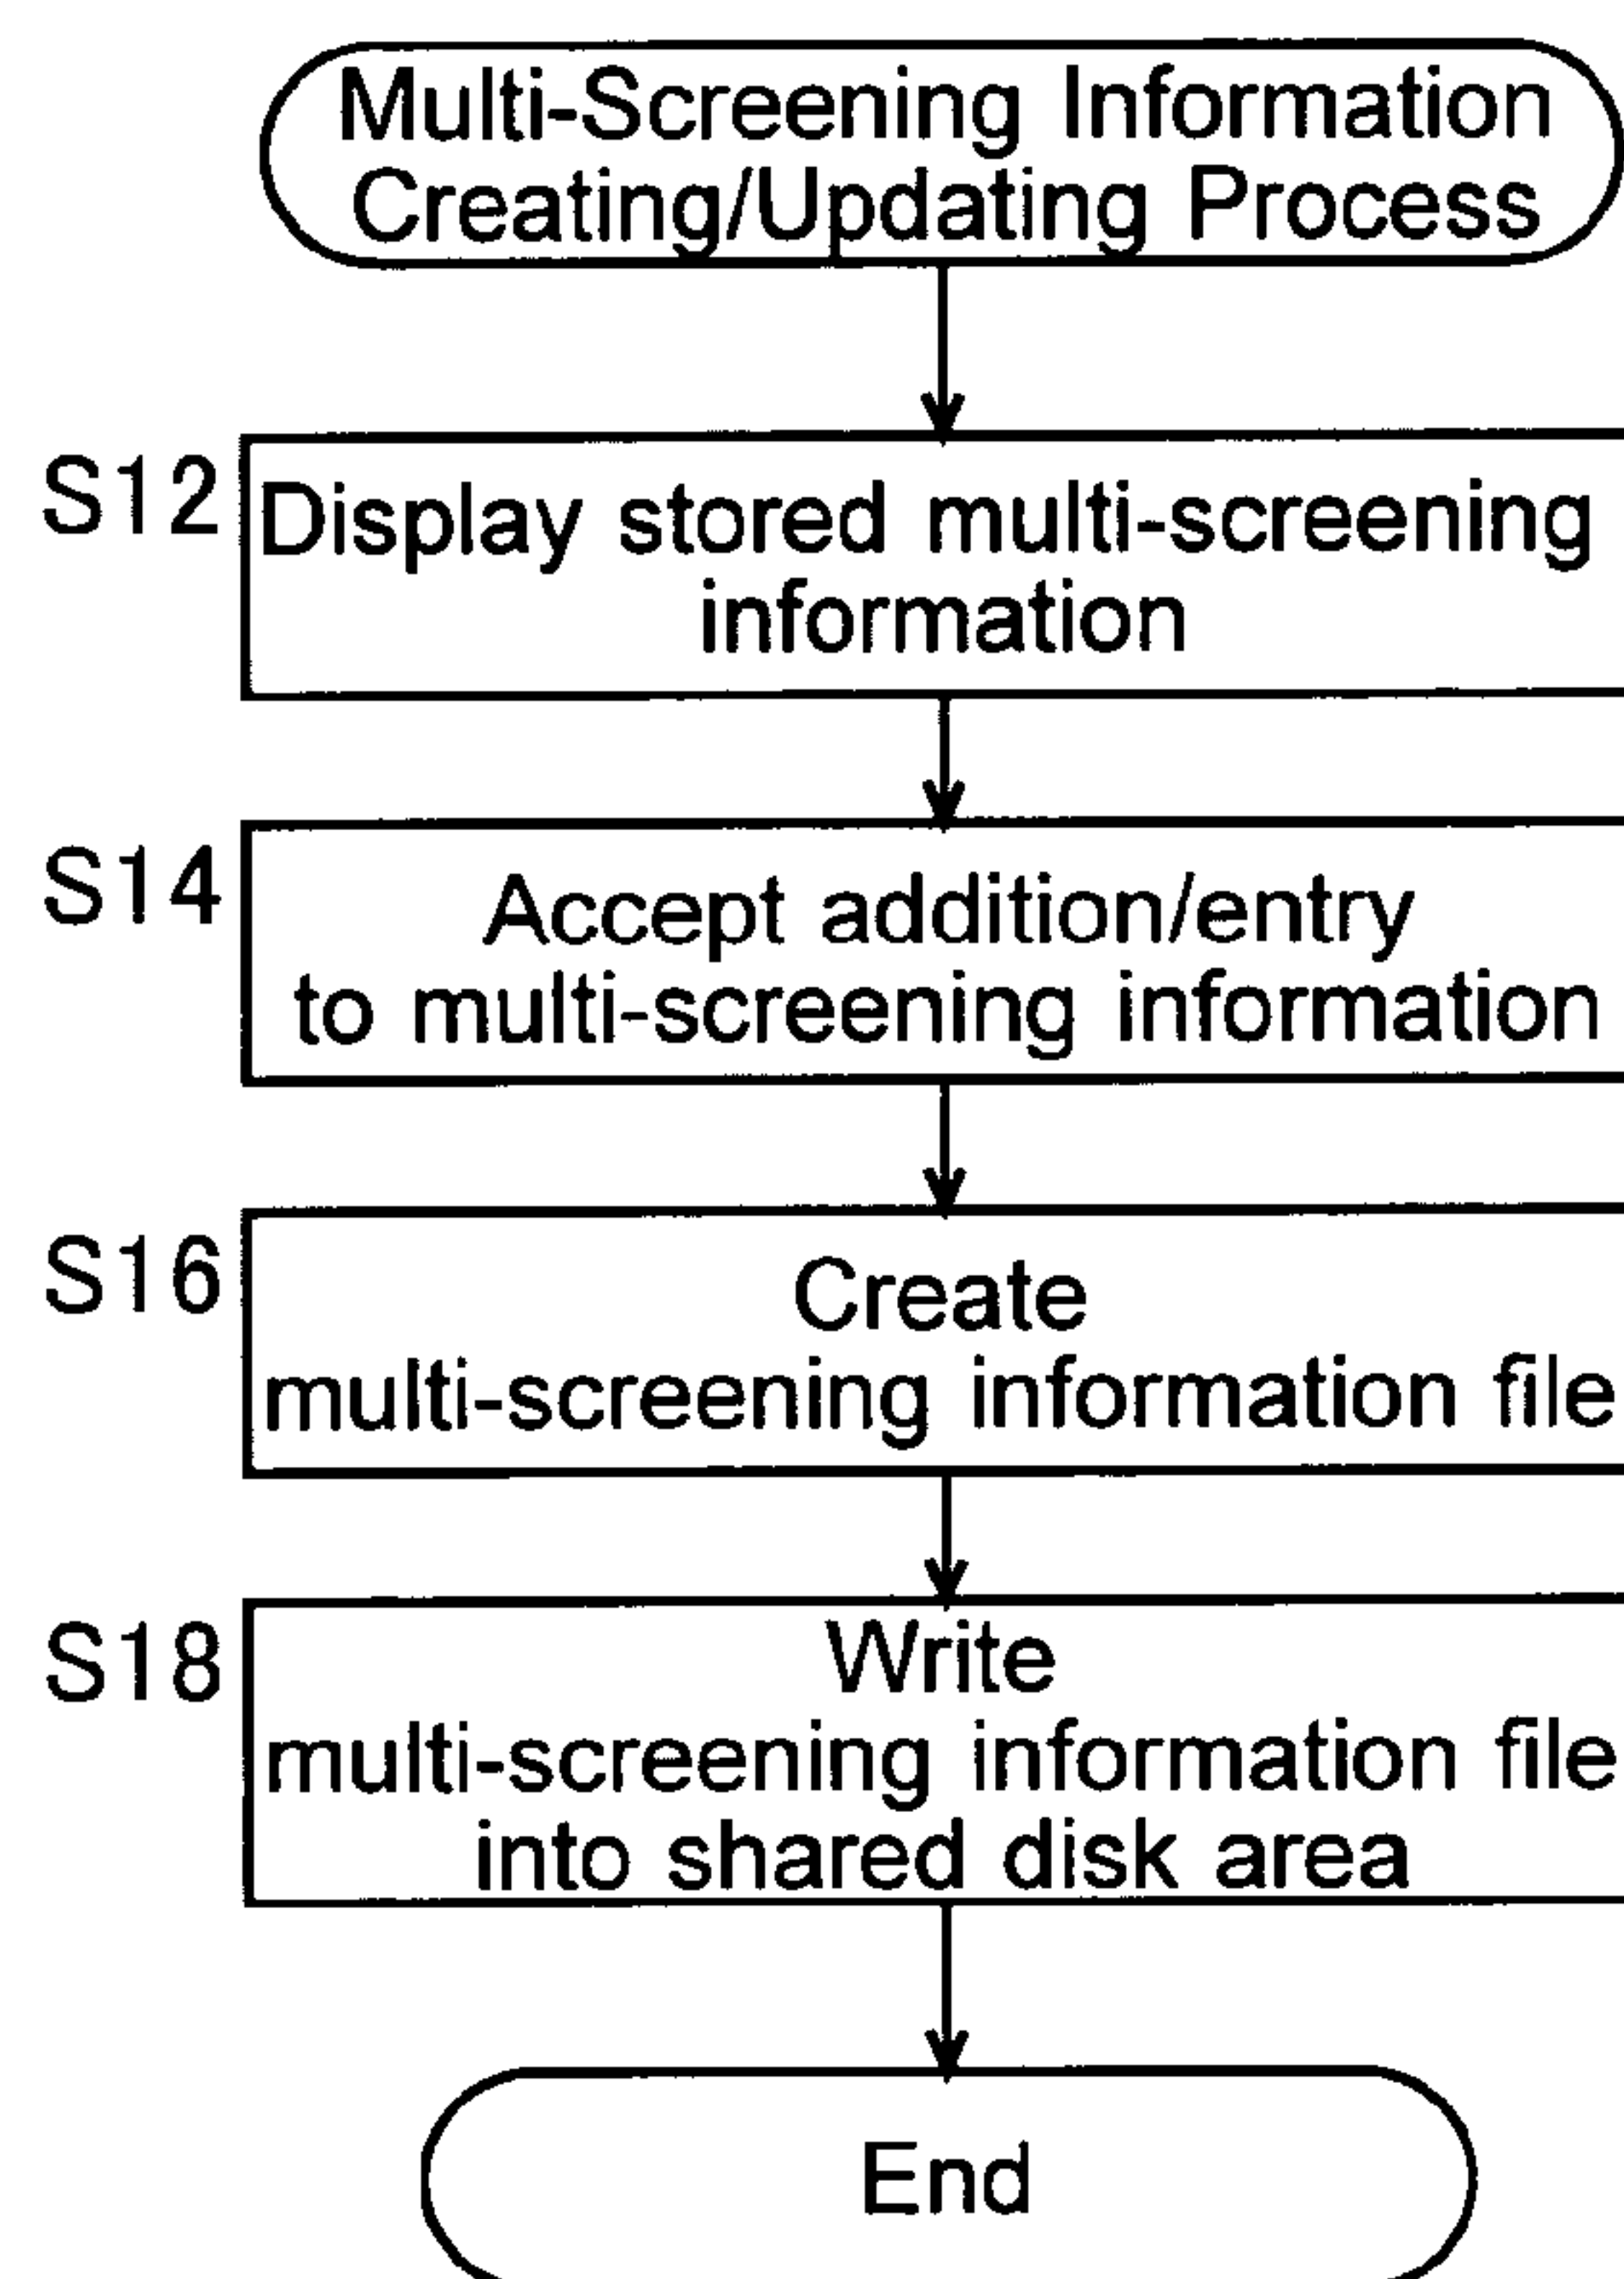 Multi-Screening Information
Creating/Updating Process
S12
Display stored multi-screening
information
S14
Accept addition/entry
to multi-screening information
S16
Create
multi-screening information file
S18
Write
multi-screening information file
into shared disk area
End